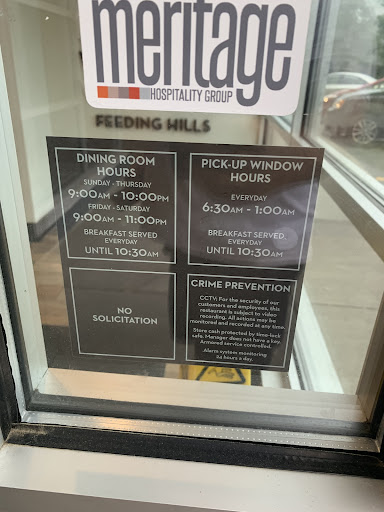 meritage
HOSPITALITY GROUP
FEEDING HILLS
DINING ROOM
HOURS
SUNDAY - THURSDAY
9:00AM - 10:00PM
FRIDAY - SATURDAY
9:00AM - 11:00PM
BREAKFAST SERVED
EVERYDAY
UNTIL 10:30AM
PICK-UP WINDOW
HOURS
EVERYDAY
6:30AM - 1:00AM
BREAKFAST SERVED
EVERYDAY
UNTIL 10:30AM
NO
SOLICITATION
CRIME PREVENTION
CCTV: For the security of our
customers and employees, this
restaurant is subject to video
recording. All actions may be
monitored and recorded at any time.
Store cash protected by time-lock
safe. Manager does not have a key.
Armored service controlled.
Alarm system monitoring
24 hours a day.